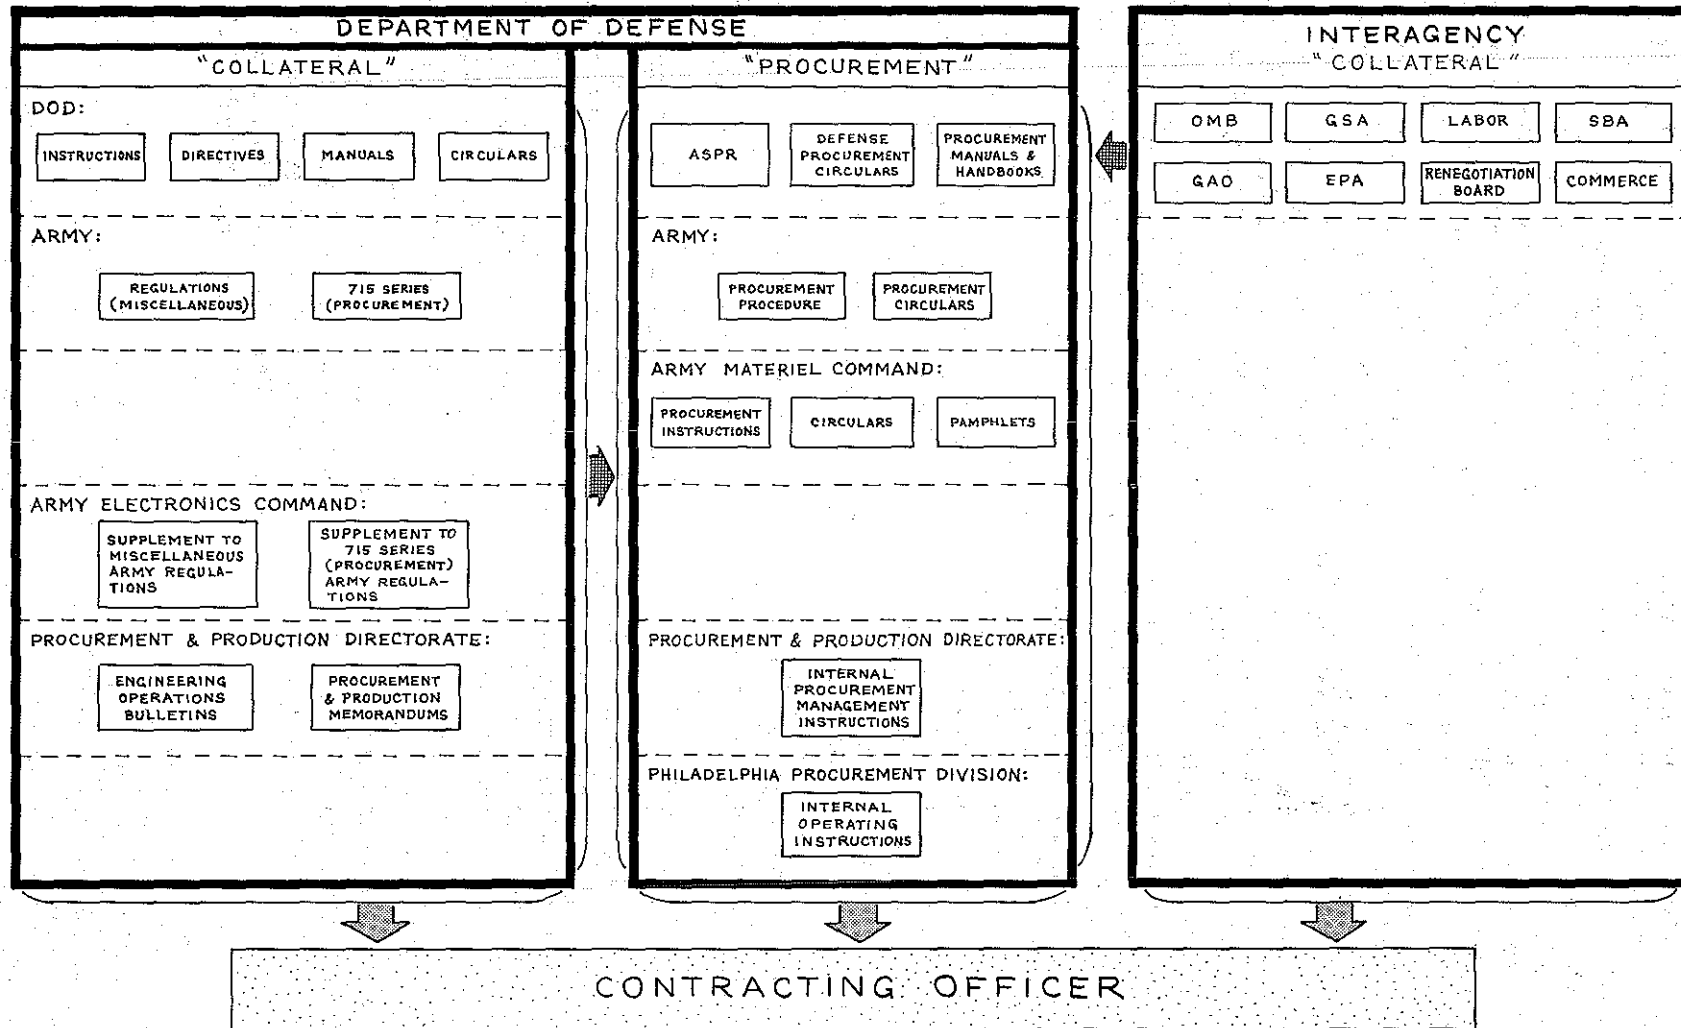 DEPARTMENT OF DEFENSE
"COLLATERAL"
DOD:
INSTRUCTIONS
DIRECTIVES
MANUALS
CIRCULARS
ARMY:
REGULATIONS
(MISCELLANEOUS)
715 SERIES
(PROCUREMENT)
ARMY ELECTRONICS COMMAND:
SUPPLEMENT TO
MISCELLANEOUS
ARMY REGULA-
TIONS
SUPPLEMENT TO
715 SERIES
(PROCUREMENT)
ARMY REGULA-
TIONS
PROCUREMENT & PRODUCTION DIRECTORATE:
ENGINEERING
OPERATIONS
BULLETINS
PROCUREMENT
& PRODUCTION
MEMORANDUMS
"PROCUREMENT"
ASPR
DEFENSE
PROCUREMENT
CIRCULARS
PROCUREMENT
MANUALS &
HANDBOOKS
ARMY:
PROCUREMENT
PROCEDURE
PROCUREMENT
CIRCULARS
ARMY MATERIEL COMMAND:
PROCUREMENT
INSTRUCTIONS
CIRCULARS
PAMPHLETS
PROCUREMENT & PRODUCTION DIRECTORATE:
INTERNAL
PROCUREMENT
MANAGEMENT
INSTRUCTIONS
PHILADELPHIA PROCUREMENT DIVISION:
INTERNAL
OPERATING
INSTRUCTIONS
INTERAGENCY
"COLLATERAL"
OMB
GSA
LABOR
SBA
GAO
EPA
RENEGOTIATION
BOARD
COMMERCE
CONTRACTING OFFICER